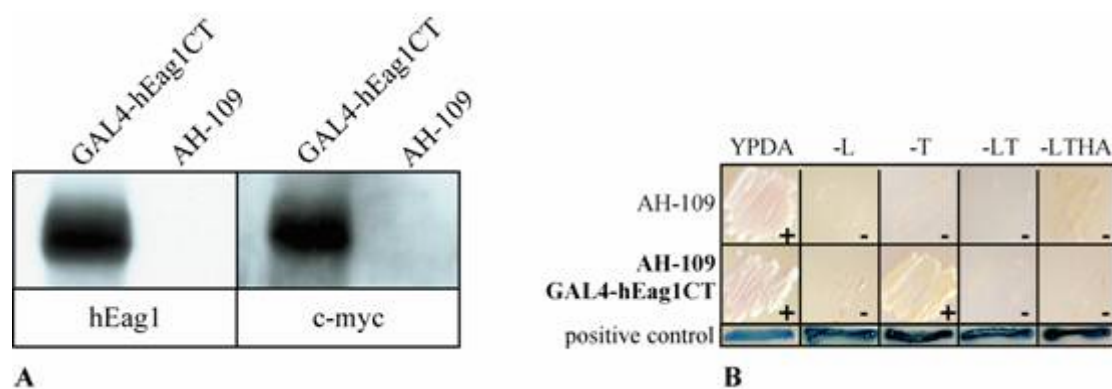 GAL4-hEag1CT
AH-109
GAL4-hEag1CT
AH-109
hEag1
c-myc
A
YPDA -L -T -LT -LTHA
AH-109
+ - - - -
AH-109
GAL4-hEag1CT
+ - + - -
positive control
B